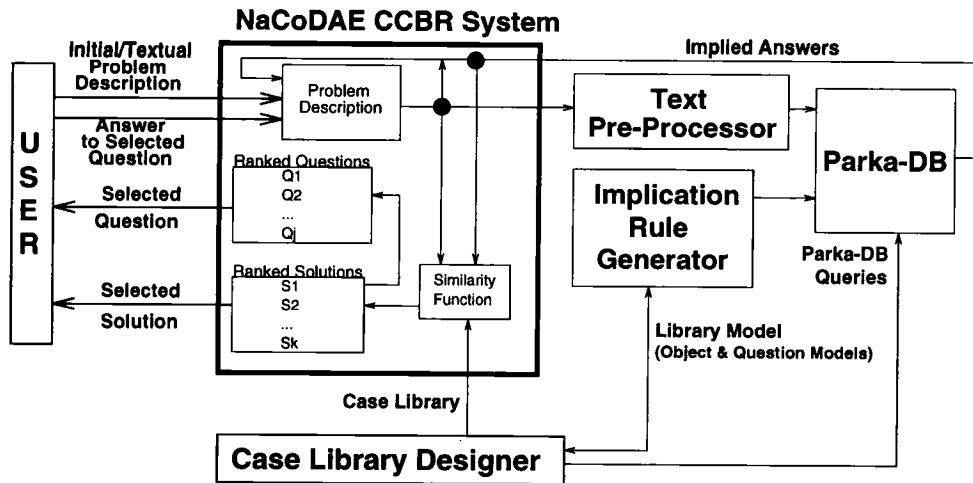 NaCoDAE CCBR System
Initial/Textual
Problem
Description
Implied Answers
Problem
Description
Text
Pre-Processor
Answer
to Selected
Question
USER
Parka-DB
Ranked Questions
Q1
Q2
...
Qj
Selected
Question
Implication
Rule
Generator
Parka-DB
Queries
Ranked Solutions
S1
S2
...
Sk
Similarity
Function
Selected
Solution
Library Model
(Object & Question Models)
Case Library
Case Library Designer